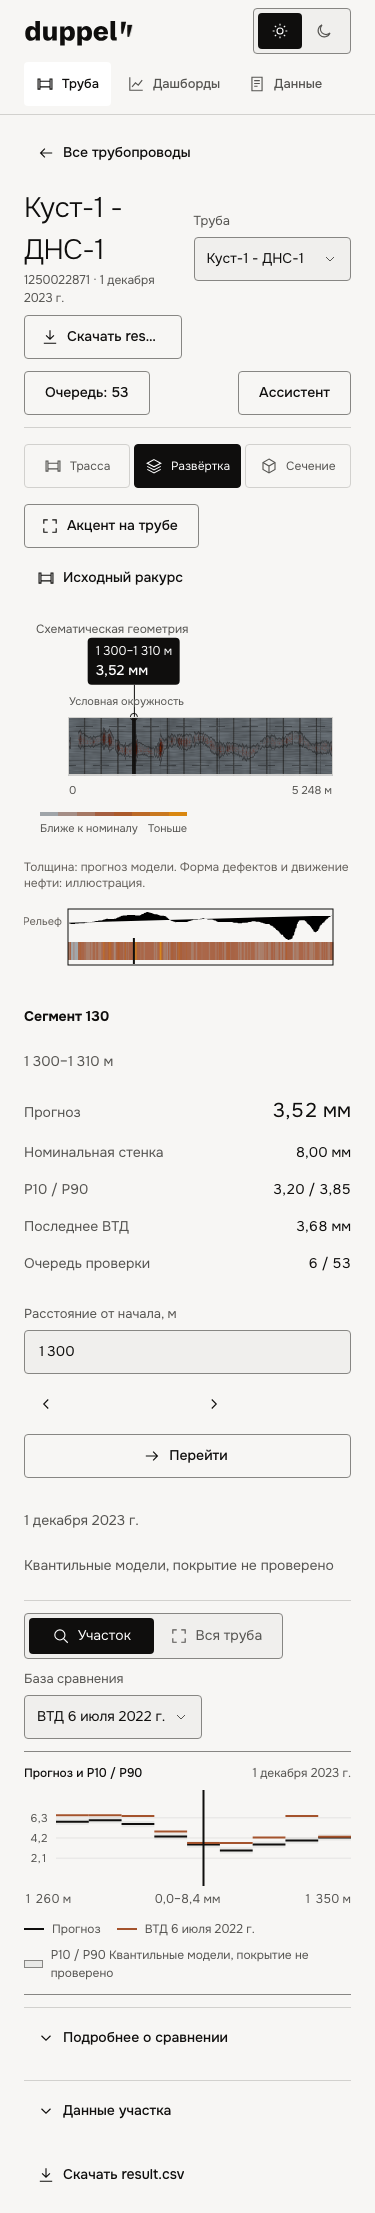 duppel"
Труба Дашборды Данные
Все трубопроводы
Куст-1 -
ДНС-1
1250022871 · 1 декабря
2023 г.
Труба
Куст-1 - ДНС-1
Скачать res...
Очередь: 53 Ассистент
Трасса Развёртка Сечение
Акцент на трубе
Исходный ракурс
Схематическая геометрия
1 300–1 310 м
3,52 мм
Условная окружность
0 5 248 м
Ближе к номиналу Тоньше
Толщина: прогноз модели. Форма дефектов и движение
нефти: иллюстрация.
Рельеф
Сегмент 130
1 300–1 310 м
Прогноз 3,52 мм
Номинальная стенка 8,00 мм
P10 / P90 3,20 / 3,85
Последнее ВТД 3,68 мм
Очередь проверки 6 / 53
Расстояние от начала, м
1 300
Перейти
1 декабря 2023 г.
Квантильные модели, покрытие не проверено
Участок Вся труба
База сравнения
ВТД 6 июля 2022 г.
Прогноз и P10 / P90 1 декабря 2023 г.
6,3
4,2
2,1
1 260 м 0,0–8,4 мм 1 350 м
Прогноз ВТД 6 июля 2022 г.
P10 / P90 Квантильные модели, покрытие не
проверено
Подробнее о сравнении
Данные участка
Скачать result.csv